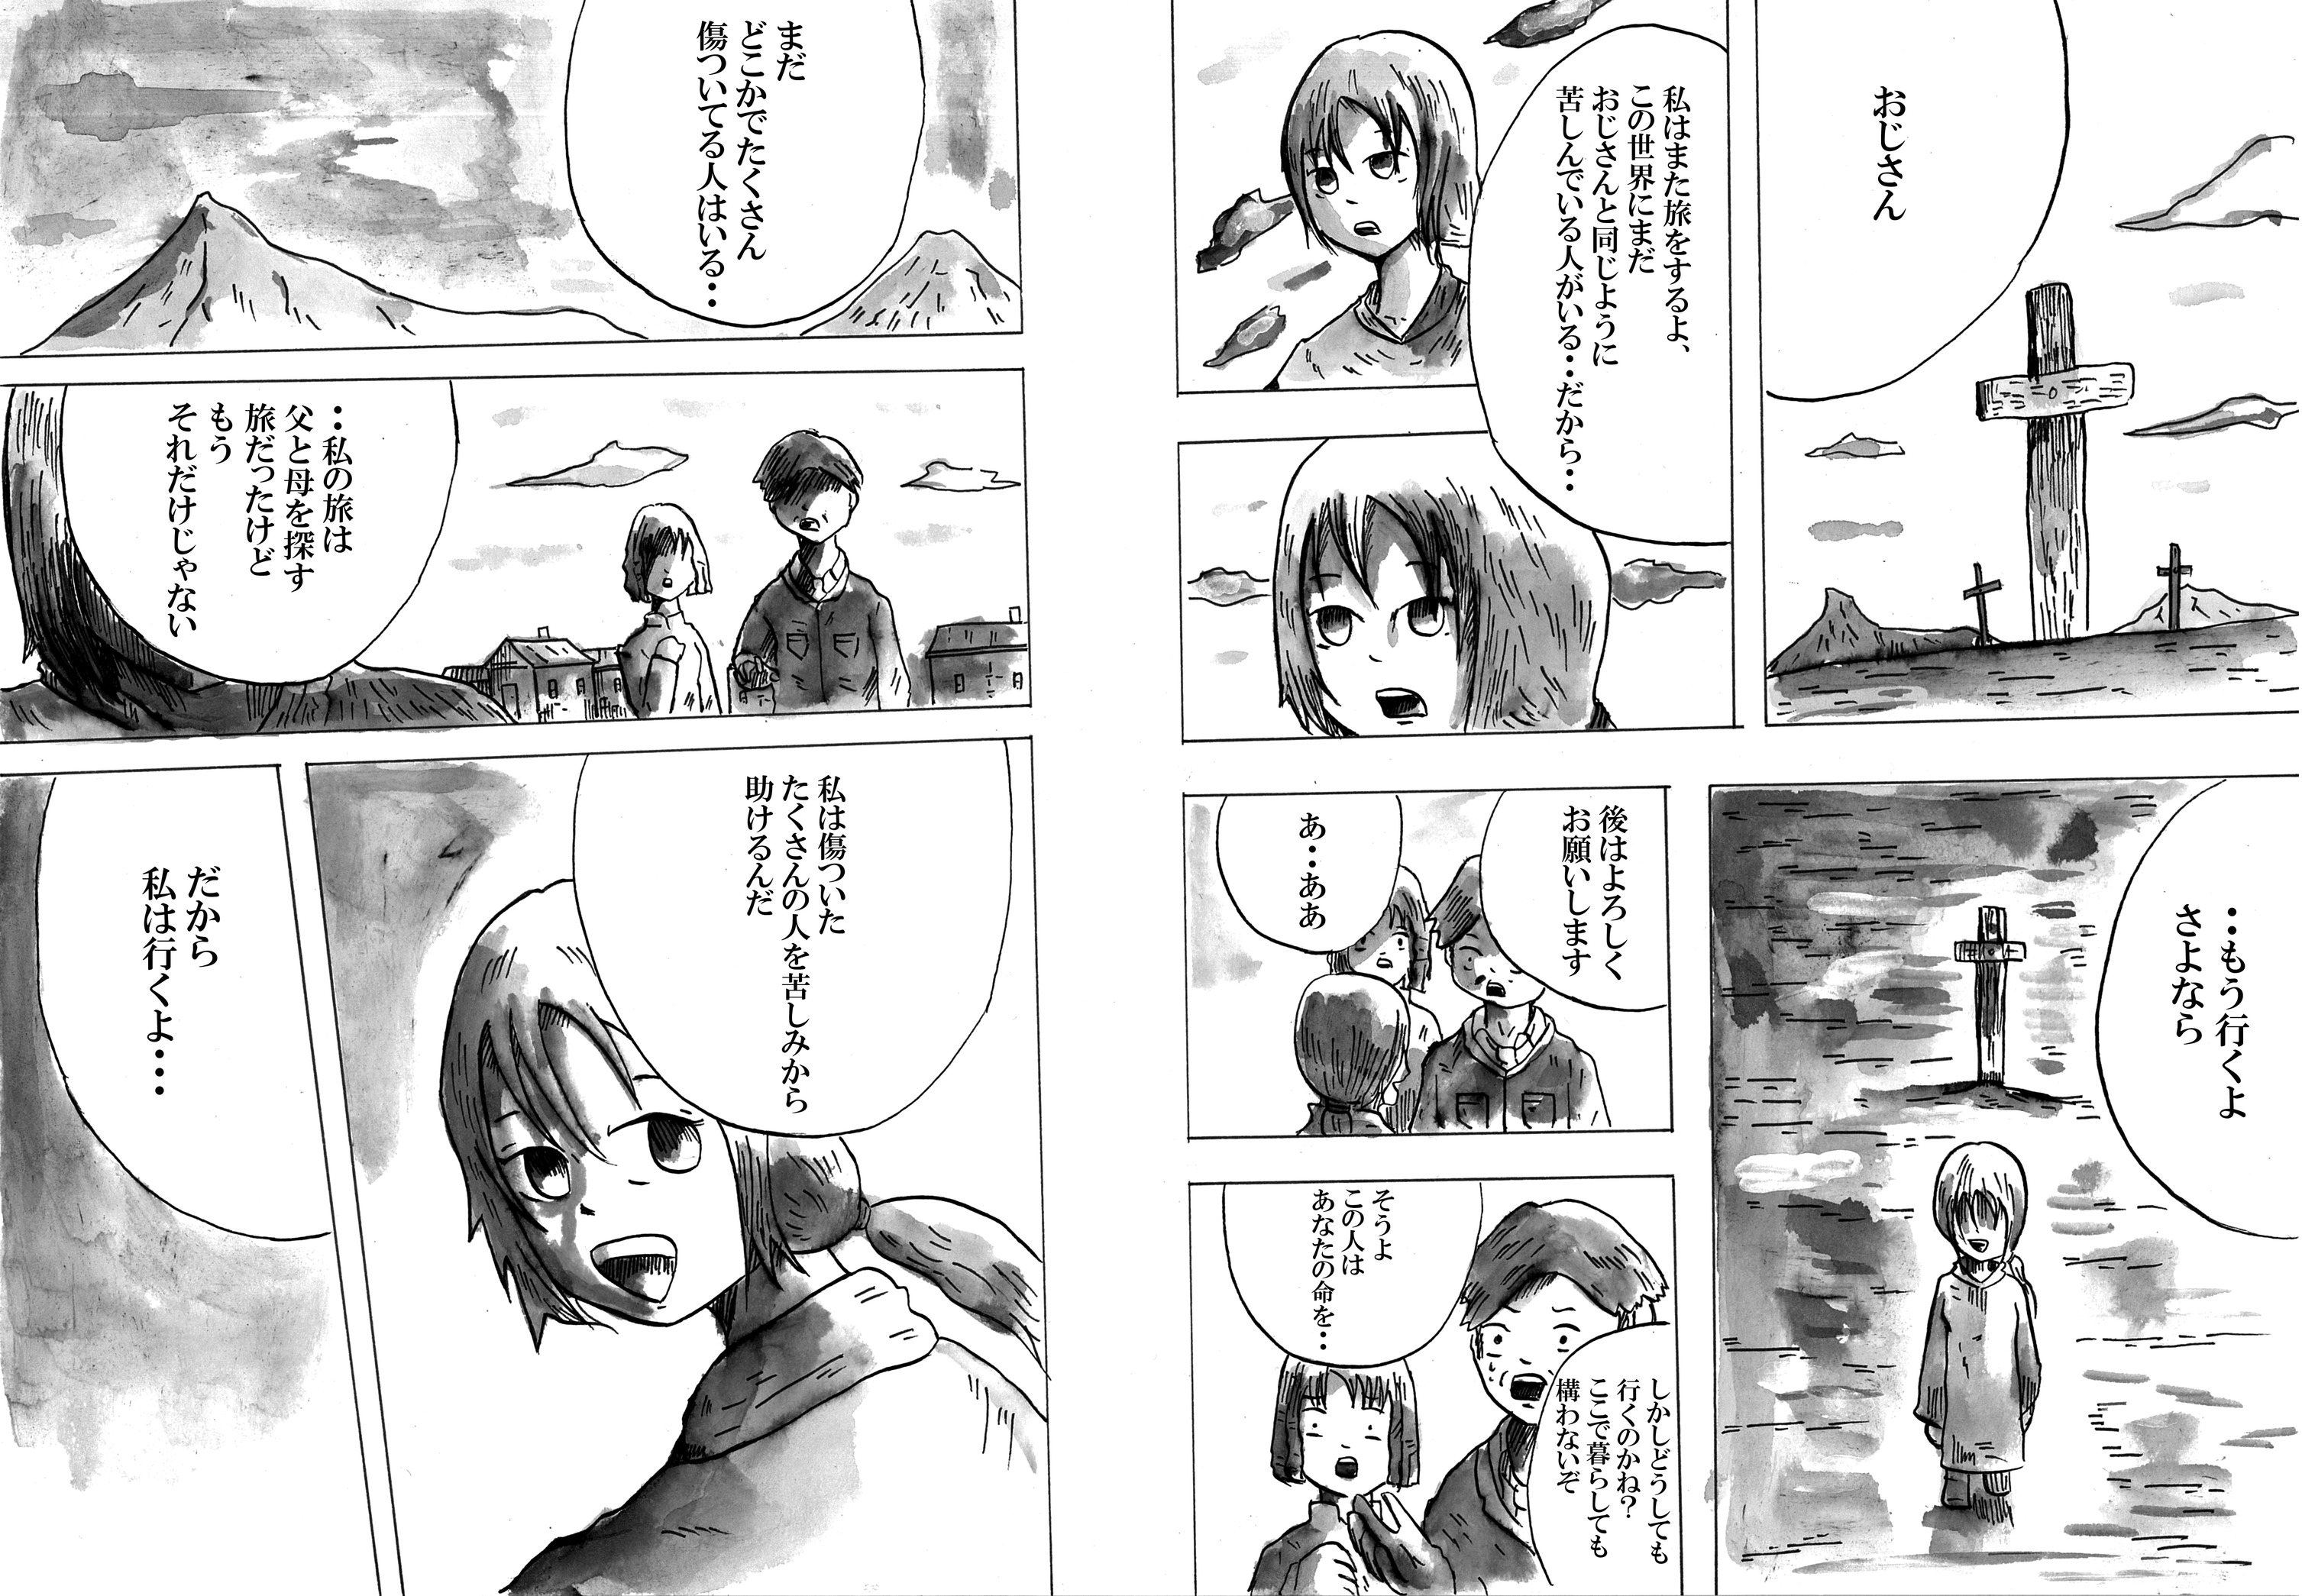 おじさん
私はまた旅をするよ、
この世界にまだ
おじさんと同じように
苦しんでいる人がいる・・だから・・
・・もう行くよ
さよなら
後はよろしく
お願いします
あ・・ああ
しかしどうしても
行くのかね？
ここで暮らしても
構わないぞ
そうよ
この人は
あなたの命を・・
まだ
どこかでたくさん
傷ついてる人はいる・・
・・私の旅は
父と母を探す
旅だったけど
もう
それだけじゃない
私は傷ついた
たくさんの人を苦しみから
助けるんだ
だから
私は行くよ・・・